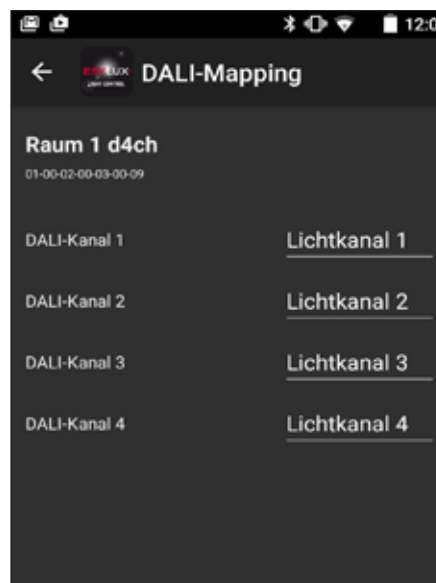 12:0
DALI-Mapping
Raum 1 d4ch
01-00-02-00-03-00-09
DALI-Kanal 1
Lichtkanal 1
DALI-Kanal 2
Lichtkanal 2
DALI-Kanal 3
Lichtkanal 3
DALI-Kanal 4
Lichtkanal 4